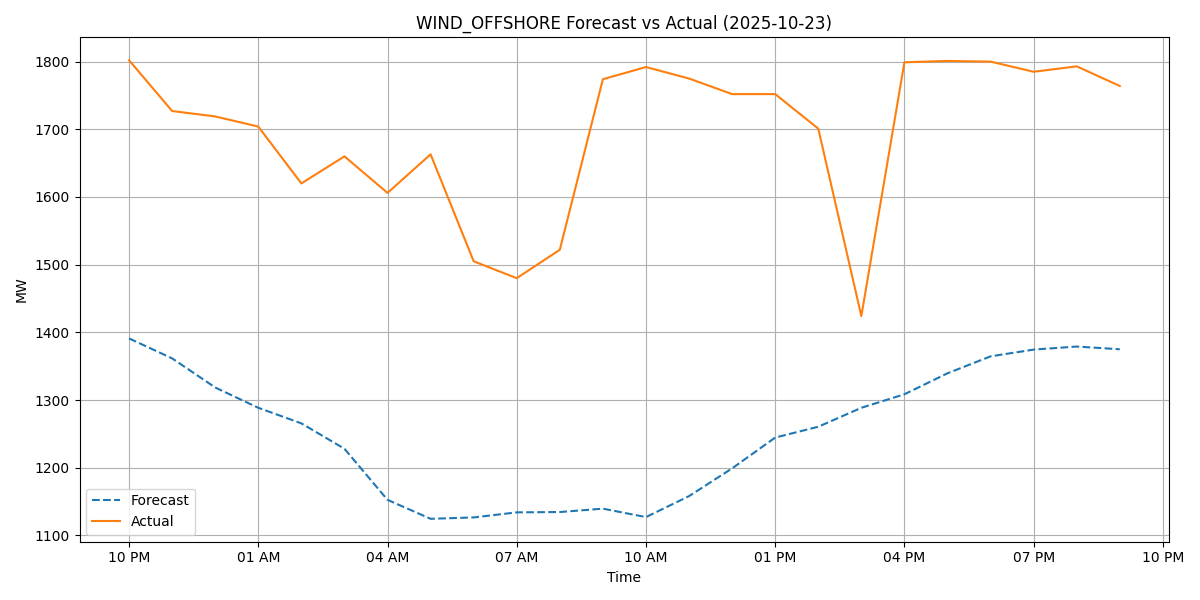 WIND_OFFSHORE Forecast vs Actual (2025-10-23)
MW
1800
1700
1600
1500
1400
1300
1200
1100
Forecast
Actual
10 PM 01 AM 04 AM 07 AM 10 AM 01 PM 04 PM 07 PM 10 PM
Time